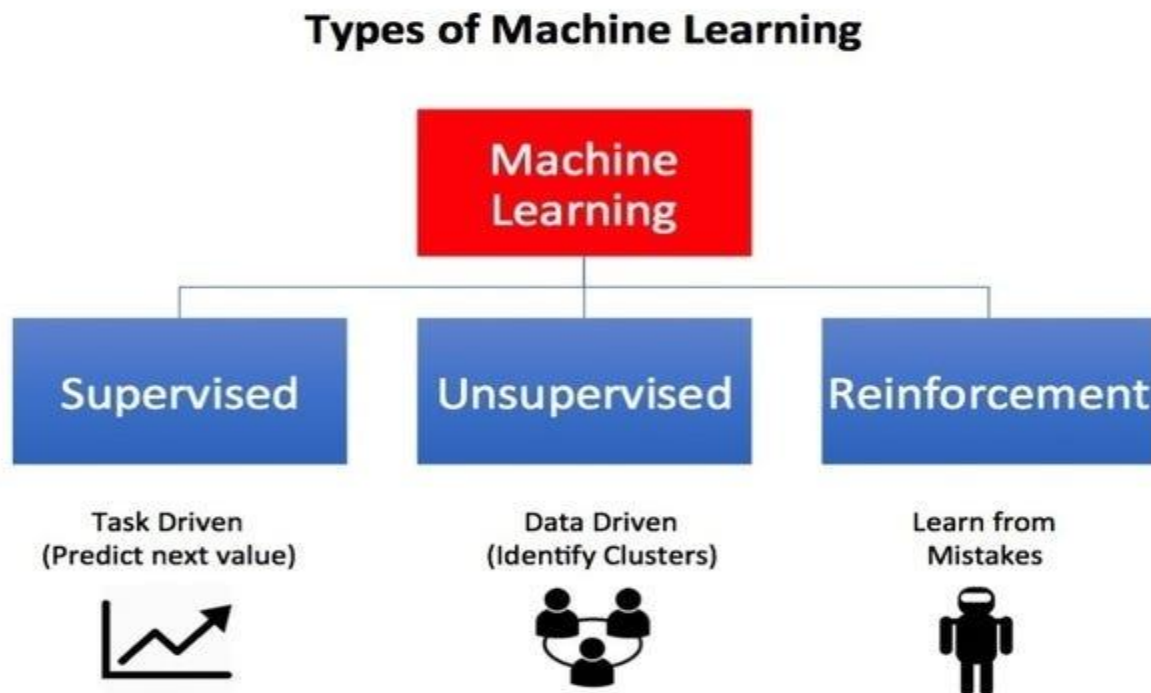 Types of Machine Learning
Machine
Learning
Supervised
Unsupervised
Reinforcement
Task Driven
(Predict next value)
Data Driven
(Identify Clusters)
Learn from
Mistakes